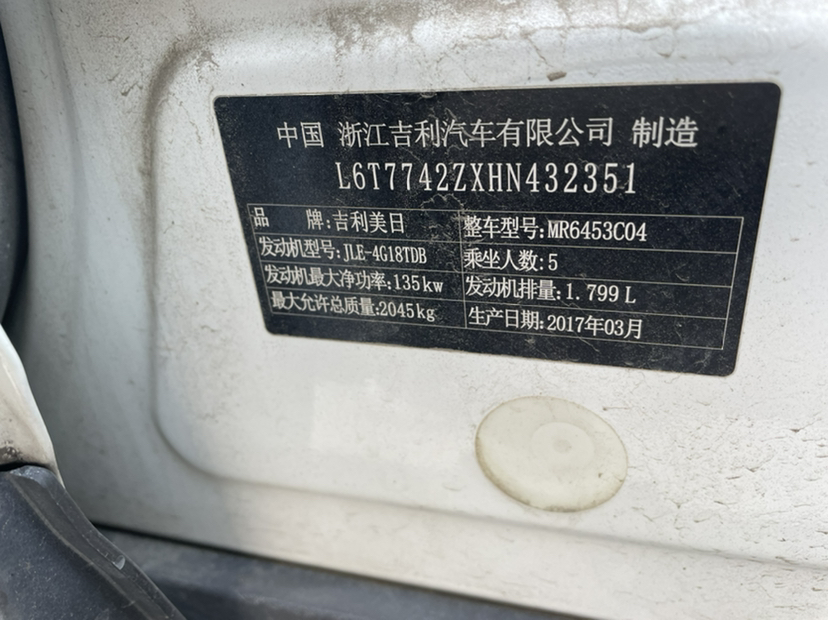 中国 浙江吉利汽车有限公司 制造
L6T7742ZXHN432351
品 牌:吉利美日 整车型号:MR6453C04
发动机型号:JLE-4G18TDB 乘坐人数:5
发动机最大净功率:135kw 发动机排量:1.799L
最大允许总质量:2045kg 生产日期:2017年03月